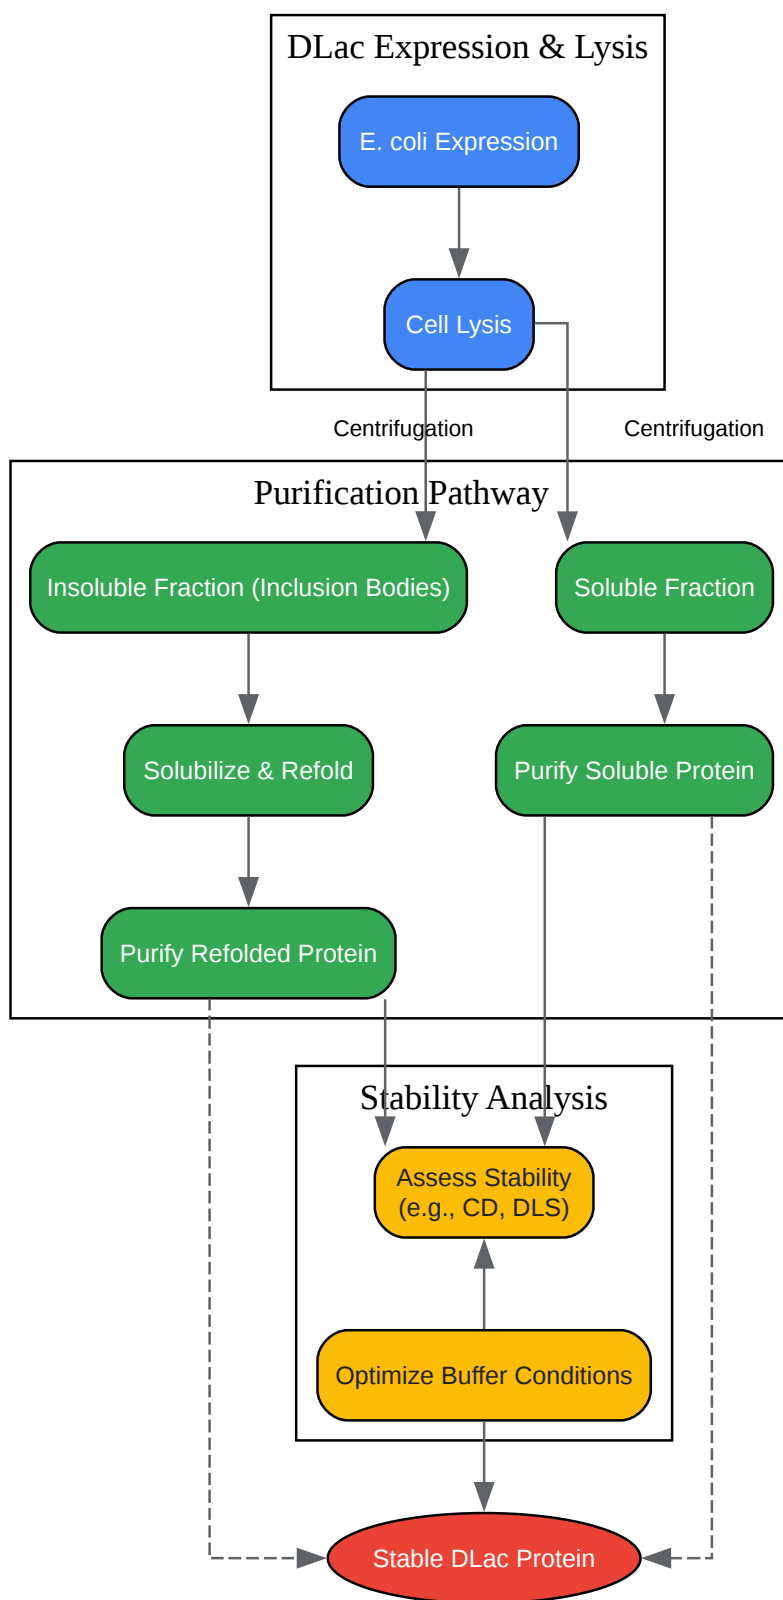 DLac Expression & Lysis
E. coli Expression
Cell Lysis
Centrifugation
Centrifugation
Purification Pathway
Insoluble Fraction (Inclusion Bodies)
Soluble Fraction
Solubilize & Refold
Purify Soluble Protein
Purify Refolded Protein
Stability Analysis
Assess Stability
(e.g., CD, DLS)
Optimize Buffer Conditions
Stable DLac Protein